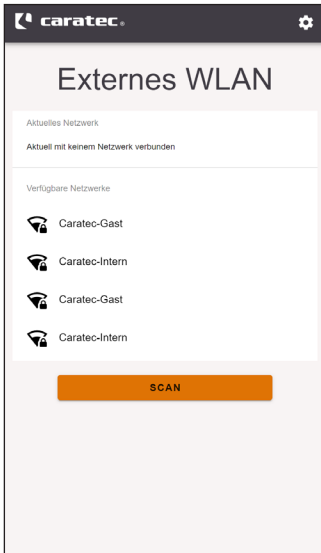 caratec®
Externes WLAN
Aktuelles Netzwerk
Aktuell mit keinem Netzwerk verbunden
Verfügbare Netzwerke
Caratec-Gast
Caratec-Intern
Caratec-Gast
Caratec-Intern
SCAN